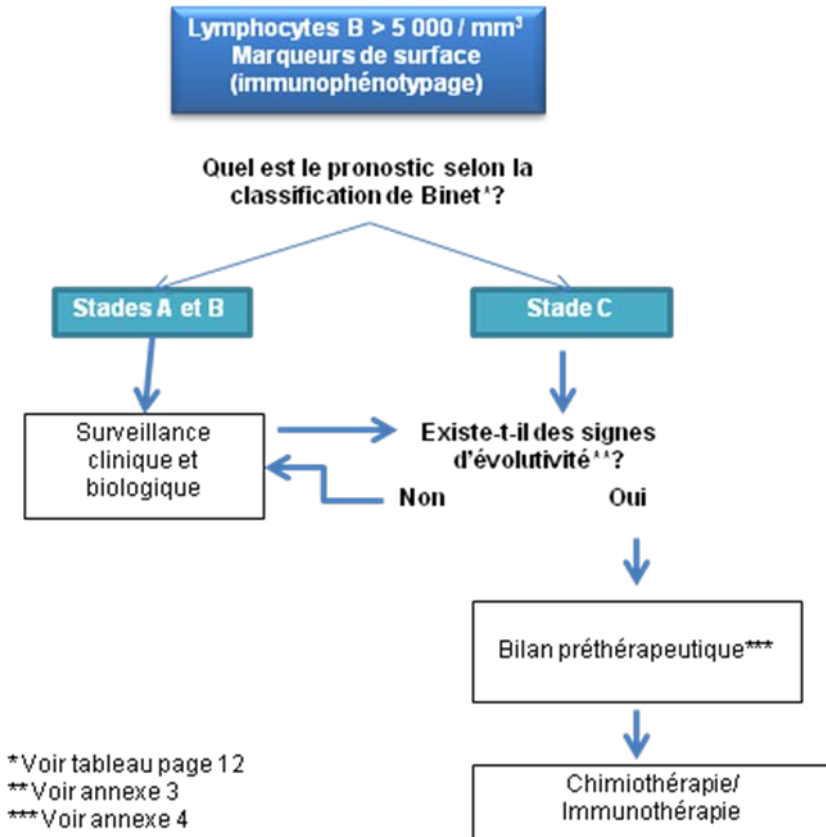 Lymphocytes B > 5 000 / mm³
Marqueurs de surface
(immunophénotypage)
Quel est le pronostic selon la
classification de Binet*?
Stades A et B
Stade C
Surveillance
clinique et
biologique
Existe-t-il des signes
d'évolutivité**?
Non
Oui
Bilan préthérapeutique***
Chimiothérapie/
Immunothérapie
*Voir tableau page 12
**Voir annexe 3
***Voir annexe 4